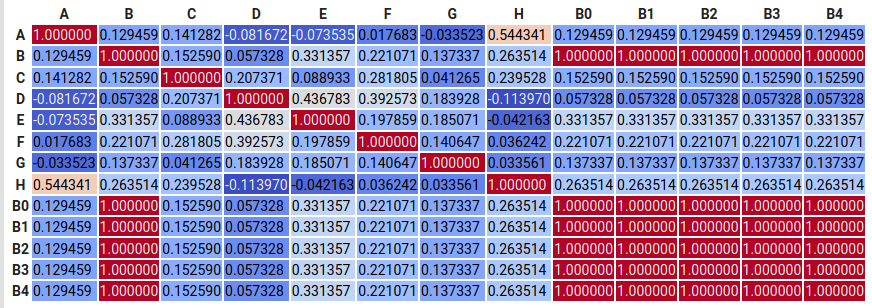 A B C D E F G H B0 B1 B2 B3 B4
A 1.000000 0.129459 0.141282 -0.081672 -0.073535 0.017683 -0.033523 0.544341 0.129459 0.129459 0.129459 0.129459 0.129459
B 0.129459 1.000000 0.152590 0.057328 0.331357 0.221071 0.137337 0.263514 1.000000 1.000000 1.000000 1.000000 1.000000
C 0.141282 0.152590 1.000000 0.207371 0.088933 0.281805 0.041265 0.239528 0.152590 0.152590 0.152590 0.152590 0.152590
D -0.081672 0.057328 0.207371 1.000000 0.436783 0.392573 0.183928 -0.113970 0.057328 0.057328 0.057328 0.057328 0.057328
E -0.073535 0.331357 0.088933 0.436783 1.000000 0.197859 0.185071 -0.042163 0.331357 0.331357 0.331357 0.331357 0.331357
F 0.017683 0.221071 0.281805 0.392573 0.197859 1.000000 0.140647 0.036242 0.221071 0.221071 0.221071 0.221071 0.221071
G -0.033523 0.137337 0.041265 0.183928 0.185071 0.140647 1.000000 0.033561 0.137337 0.137337 0.137337 0.137337 0.137337
H 0.544341 0.263514 0.239528 -0.113970 -0.042163 0.036242 0.033561 1.000000 0.263514 0.263514 0.263514 0.263514 0.263514
B0 0.129459 1.000000 0.152590 0.057328 0.331357 0.221071 0.137337 0.263514 1.000000 1.000000 1.000000 1.000000 1.000000
B1 0.129459 1.000000 0.152590 0.057328 0.331357 0.221071 0.137337 0.263514 1.000000 1.000000 1.000000 1.000000 1.000000
B2 0.129459 1.000000 0.152590 0.057328 0.331357 0.221071 0.137337 0.263514 1.000000 1.000000 1.000000 1.000000 1.000000
B3 0.129459 1.000000 0.152590 0.057328 0.331357 0.221071 0.137337 0.263514 1.000000 1.000000 1.000000 1.000000 1.000000
B4 0.129459 1.000000 0.152590 0.057328 0.331357 0.221071 0.137337 0.263514 1.000000 1.000000 1.000000 1.000000 1.000000